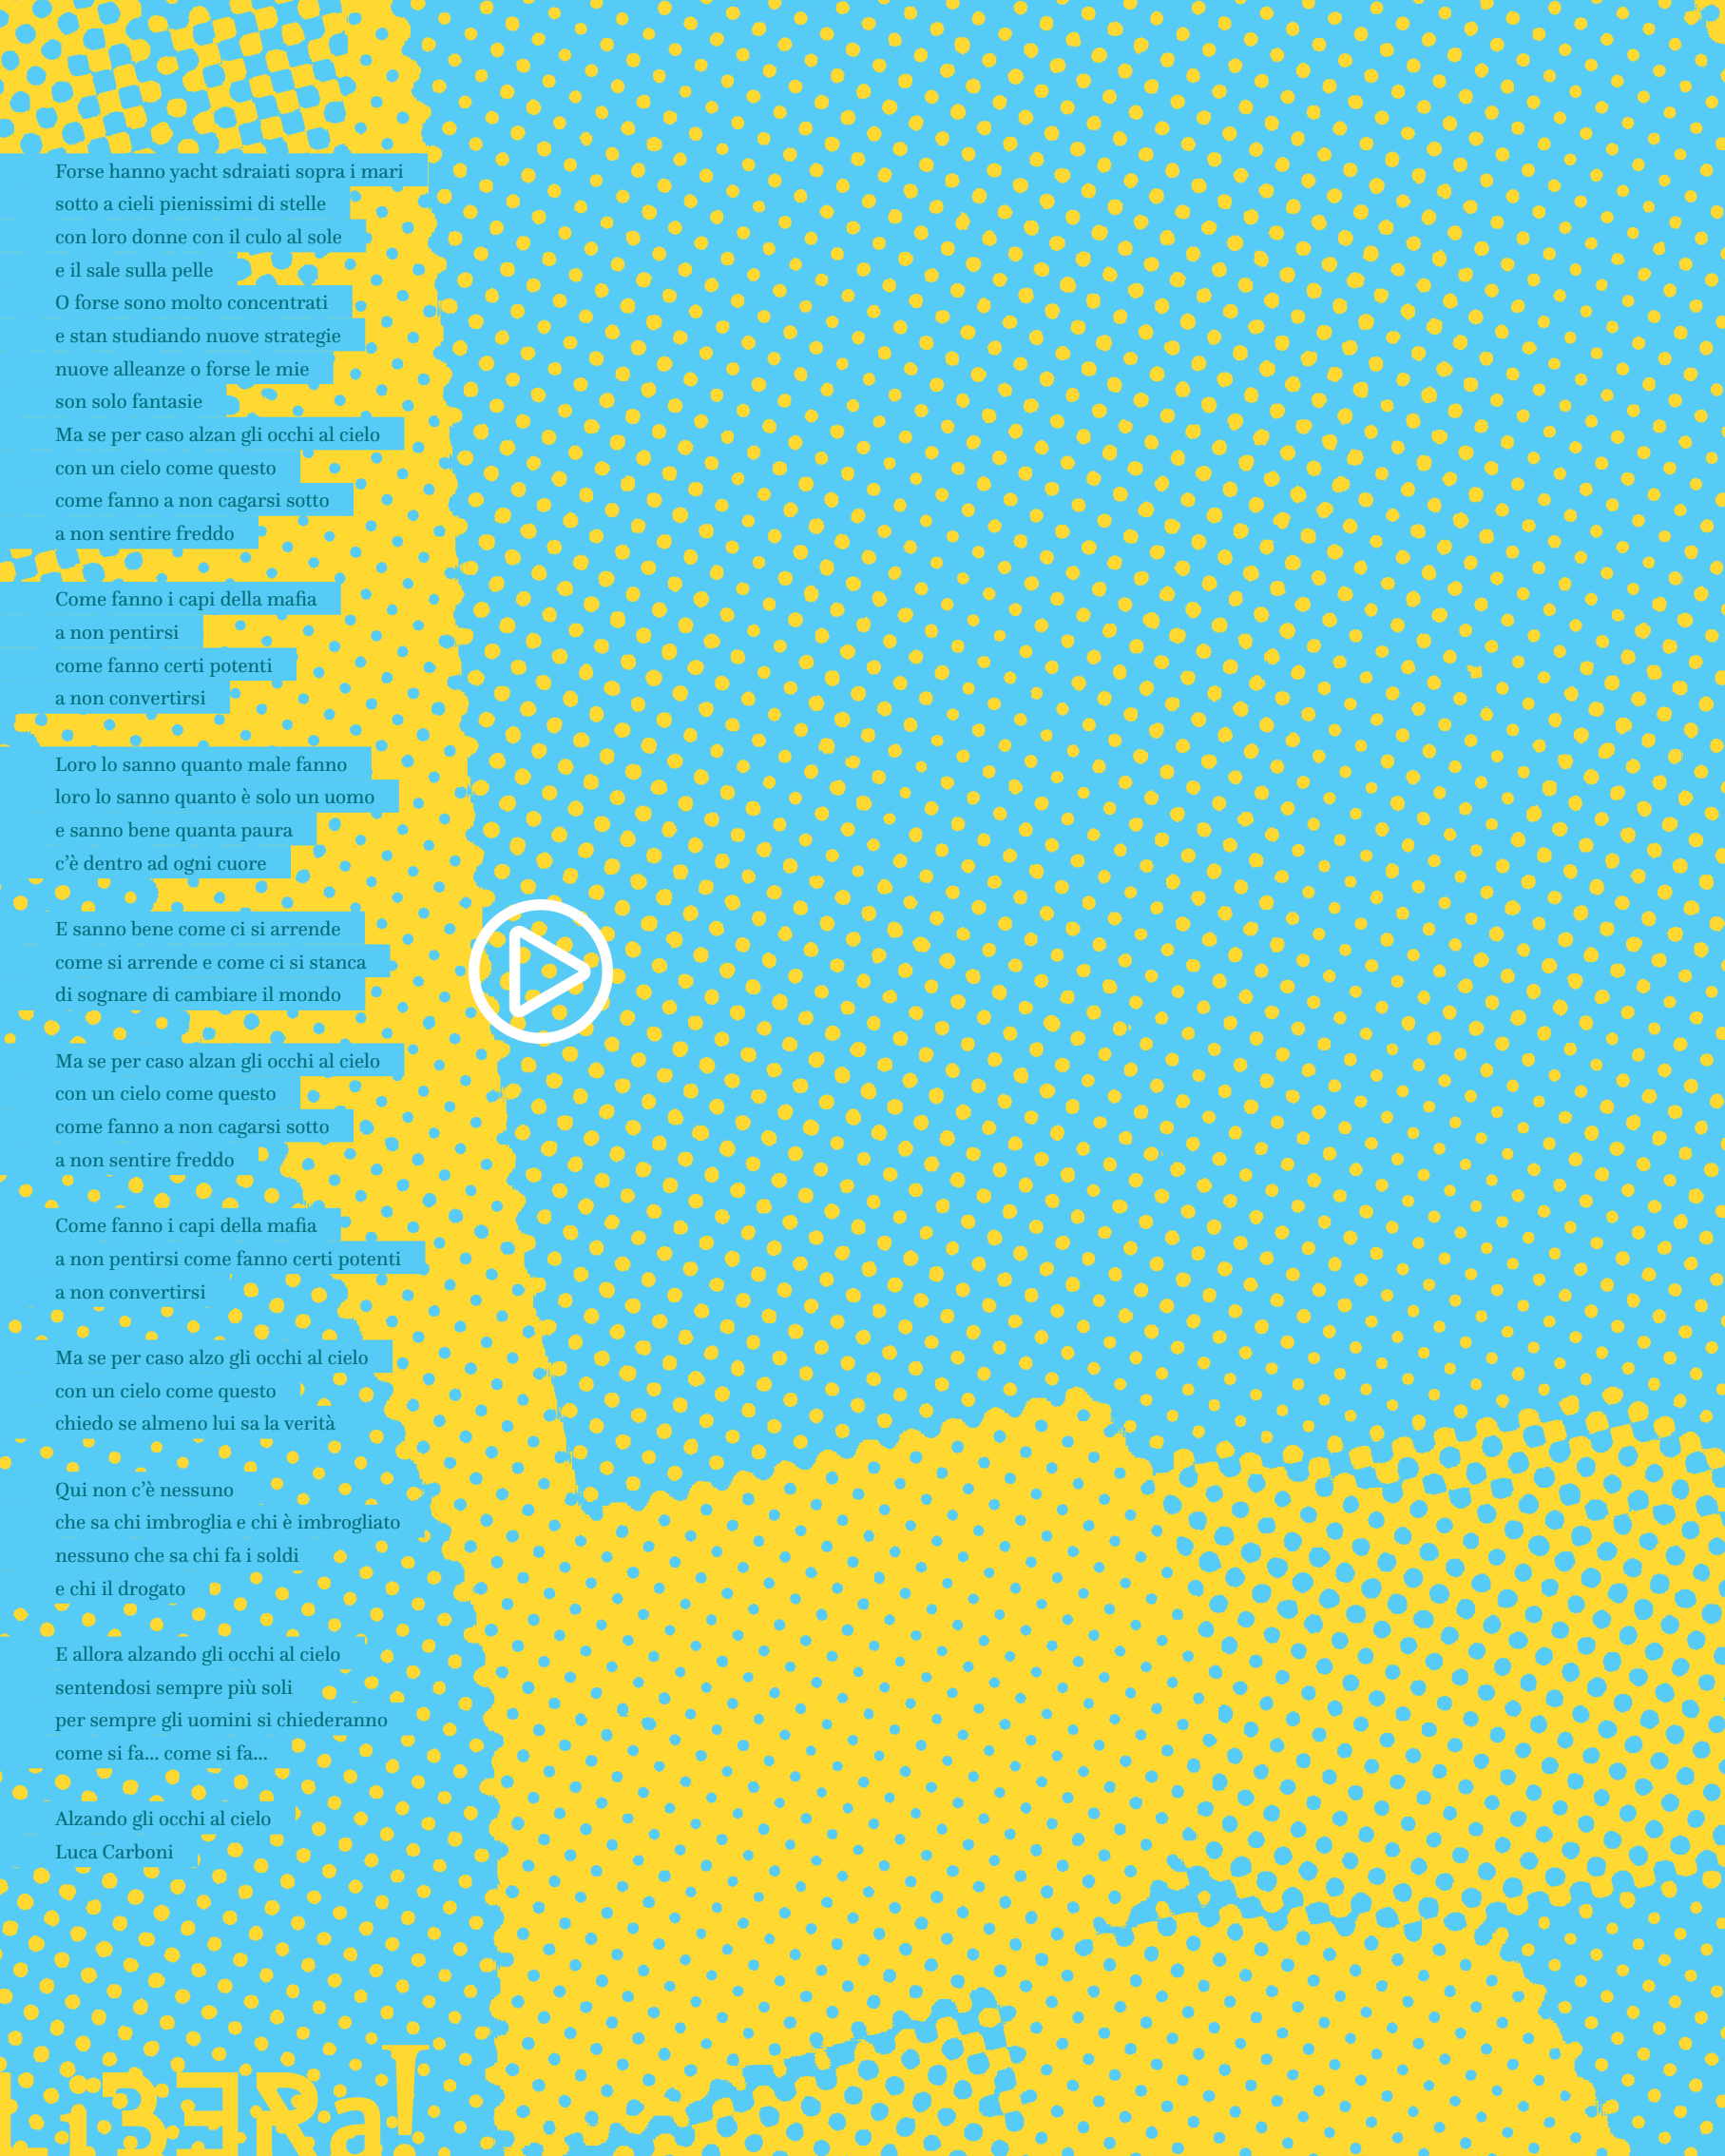 Forse hanno yacht sdraiati sopra i mari
sotto a cieli pienissimi di stelle
con loro donne con il culo al sole
e il sale sulla pelle
O forse sono molto concentrati
e stan studiando nuove strategie
nuove alleanze o forse le mie
son solo fantasie
Ma se per caso alzan gli occhi al cielo
con un cielo come questo
come fanno a non cagarsi sotto
a non sentire freddo
Come fanno i capi della mafia
a non pentirsi
come fanno certi potenti
a non convertirsi
Loro lo sanno quanto male fanno
loro lo sanno quanto è solo un uomo
e sanno bene quanta paura
c’è dentro ad ogni cuore
E sanno bene come ci si arrende
come si arrende e come ci si stanca
di sognare di cambiare il mondo
Ma se per caso alzan gli occhi al cielo
con un cielo come questo
come fanno a non cagarsi sotto
a non sentire freddo
Come fanno i capi della mafia
a non pentirsi come fanno certi potenti
a non convertirsi
Ma se per caso alzo gli occhi al cielo
con un cielo come questo
chiedo se almeno lui sa la verità
Qui non c’è nessuno
che sa chi imbroglia e chi è imbrogliato
nessuno che sa chi fa i soldi
e chi il drogato
E allora alzando gli occhi al cielo
sentendosi sempre più soli
per sempre gli uomini si chiederanno
come si fa... come si fa...
Alzando gli occhi al cielo
Luca Carboni
LiBERa!